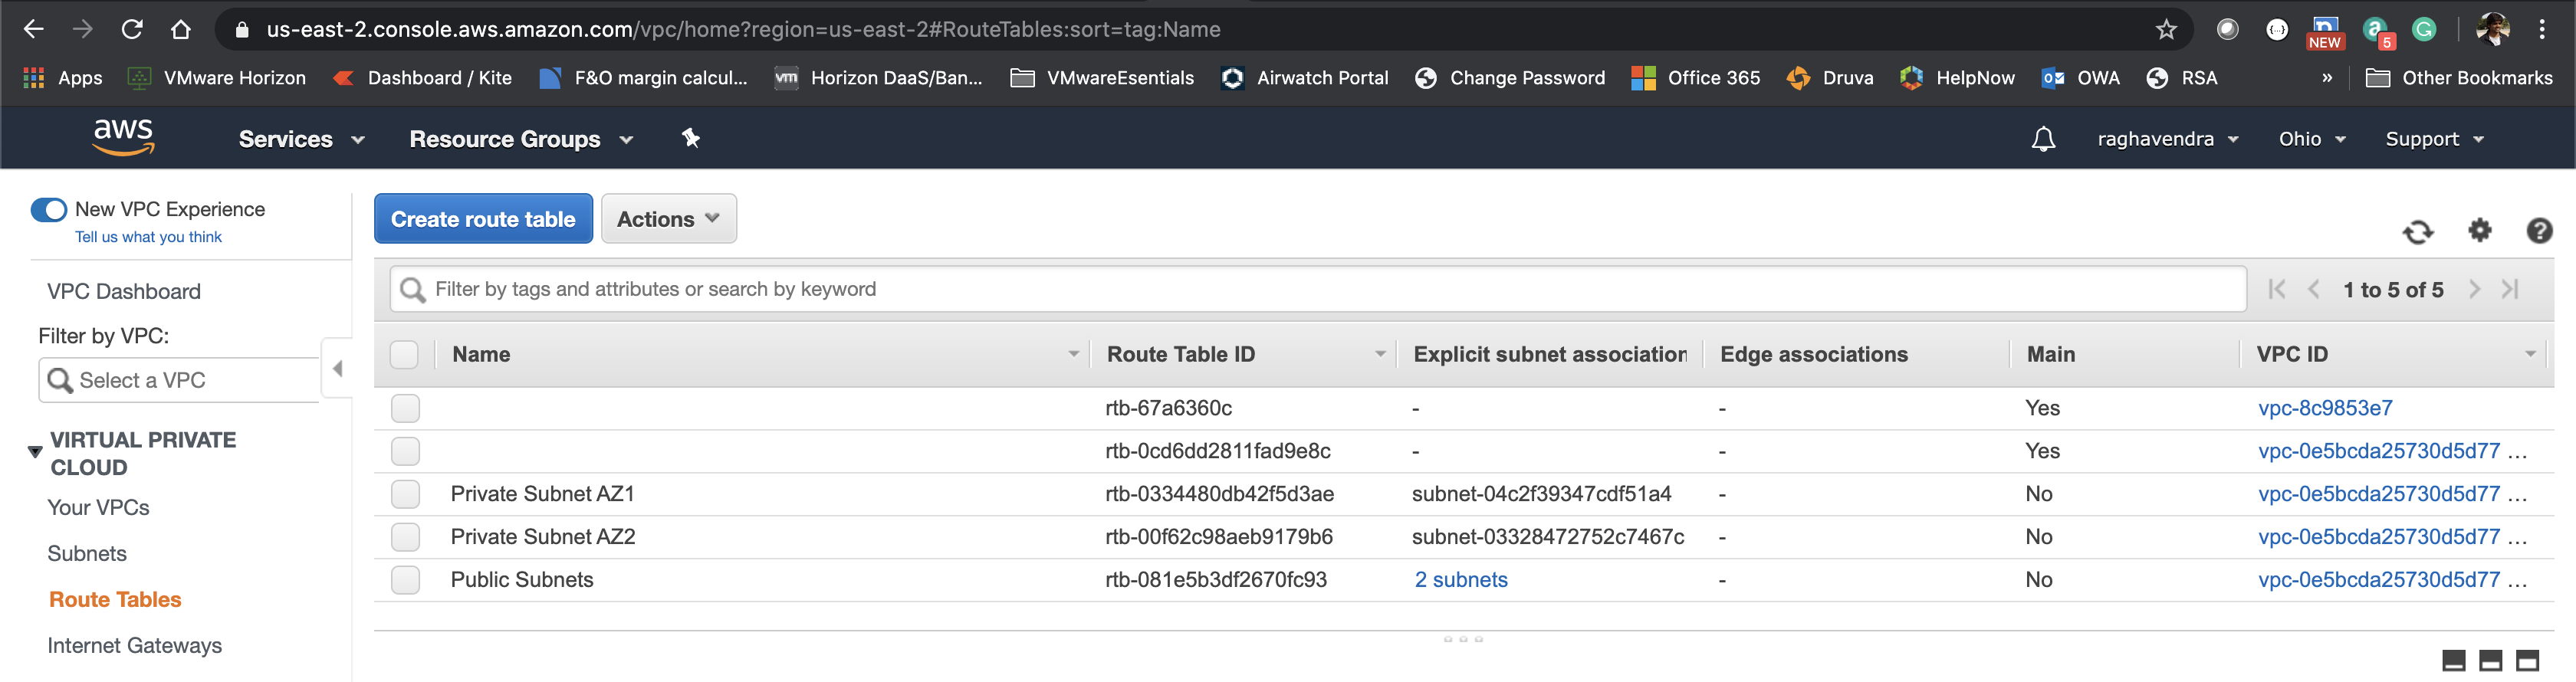 us-east-2.console.aws.amazon.com/vpc/home?region=us-east-2#RouteTables:sort=tag:Name
NEW
5
Apps VMware Horizon Dashboard / Kite F&O margin calcul... vm Horizon DaaS/Ban... VMwareEsentials Airwatch Portal Change Password Office 365 Druva HelpNow OWA RSA » Other Bookmarks
aws Services Resource Groups raghavendra Ohio Support
New VPC Experience
Tell us what you think
Create route table Actions
VPC Dashboard
Filter by VPC:
Select a VPC
VIRTUAL PRIVATE
CLOUD
Your VPCs
Subnets
Route Tables
Internet Gateways
Filter by tags and attributes or search by keyword 1 to 5 of 5
Name Route Table ID Explicit subnet association Edge associations Main VPC ID
rtb-67a6360c - - Yes vpc-8c9853e7
rtb-0cd6dd2811fad9e8c - - Yes vpc-0e5bcda25730d5d77 ...
Private Subnet AZ1 rtb-0334480db42f5d3ae subnet-04c2f39347cdf51a4 - No vpc-0e5bcda25730d5d77 ...
Private Subnet AZ2 rtb-00f62c98aeb9179b6 subnet-03328472752c7467c - No vpc-0e5bcda25730d5d77 ...
Public Subnets rtb-081e5b3df2670fc93 2 subnets - No vpc-0e5bcda25730d5d77 ...